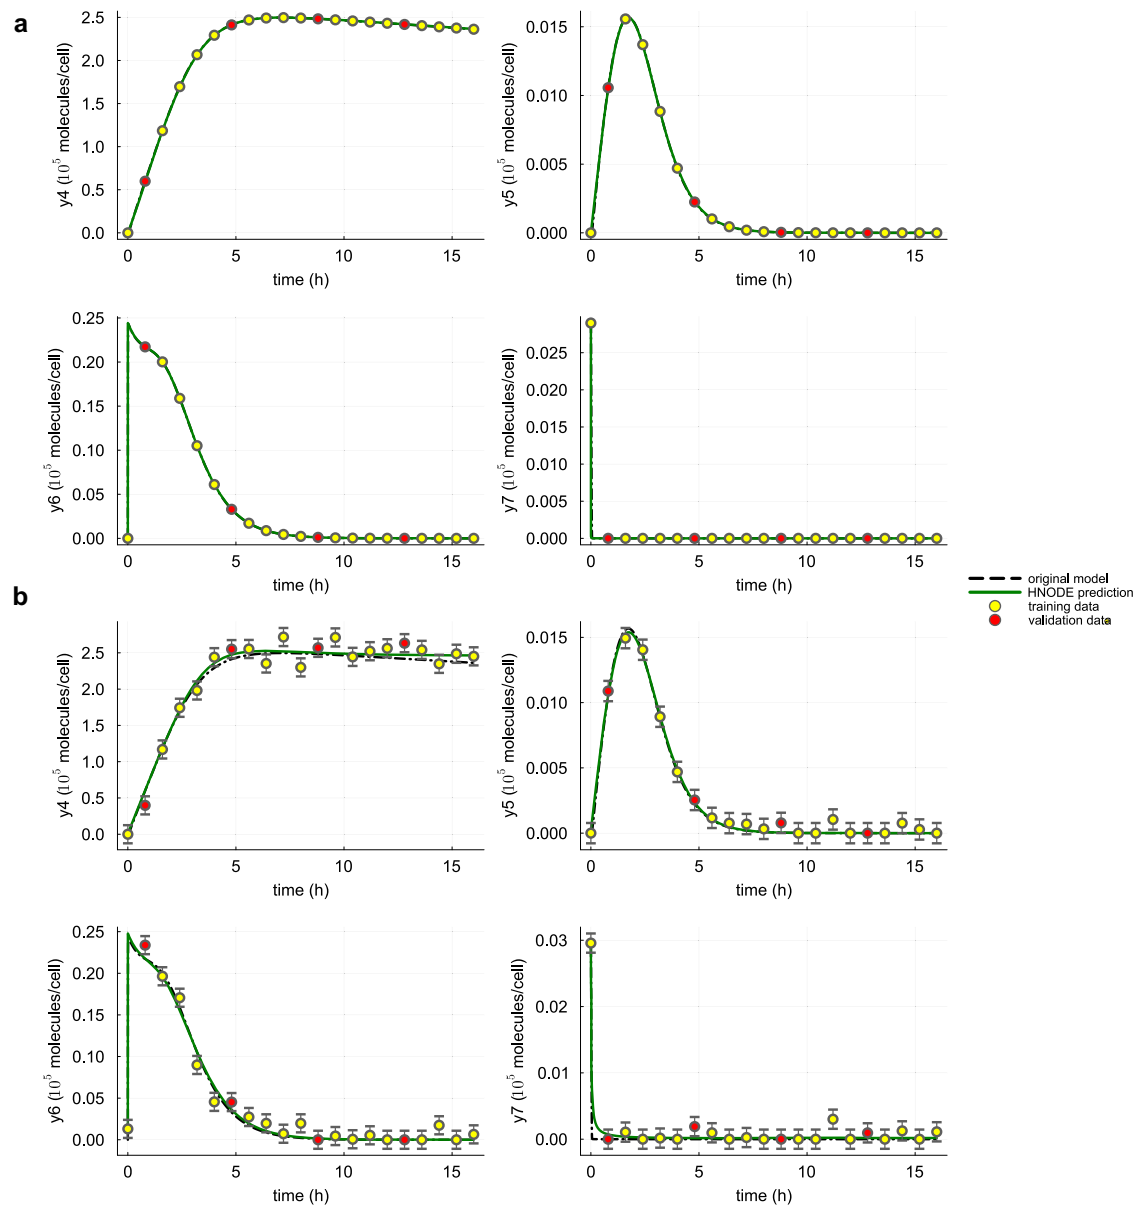 a
y4 (10^5 molecules/cell)
2.5
2.0
1.5
1.0
0.5
0.0
0 5 10 15
time (h)
y5 (10^5 molecules/cell)
0.015
0.010
0.005
0.000
0 5 10 15
time (h)
y6 (10^5 molecules/cell)
0.25
0.20
0.15
0.10
0.05
0.00
0 5 10 15
time (h)
y7 (10^5 molecules/cell)
0.025
0.020
0.015
0.010
0.005
0.000
0 5 10 15
time (h)
original model
HNODE prediction
training data
validation data
b
y4 (10^5 molecules/cell)
2.5
2.0
1.5
1.0
0.5
0.0
0 5 10 15
time (h)
y5 (10^5 molecules/cell)
0.015
0.010
0.005
0.000
0 5 10 15
time (h)
y6 (10^5 molecules/cell)
0.25
0.20
0.15
0.10
0.05
0.00
0 5 10 15
time (h)
y7 (10^5 molecules/cell)
0.03
0.02
0.01
0.00
0 5 10 15
time (h)